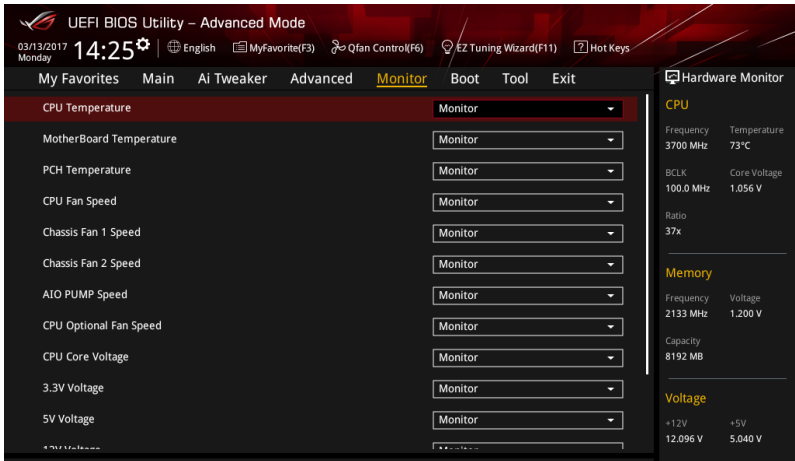 UEFI BIOS Utility – Advanced Mode
03/13/2017 Monday 14:25 English MyFavorite(F3) Qfan Control(F6) EZ Tuning Wizard(F11) ? Hot Keys
My Favorites Main Ai Tweaker Advanced Monitor Boot Tool Exit
CPU Temperature Monitor
MotherBoard Temperature Monitor
PCH Temperature Monitor
CPU Fan Speed Monitor
Chassis Fan 1 Speed Monitor
Chassis Fan 2 Speed Monitor
AIO PUMP Speed Monitor
CPU Optional Fan Speed Monitor
CPU Core Voltage Monitor
3.3V Voltage Monitor
5V Voltage Monitor
12V Voltage Monitor
Hardware Monitor
CPU
Frequency Temperature
3700 MHz 73°C
BCLK Core Voltage
100.0 MHz 1.056 V
Ratio
37x
Memory
Frequency Voltage
2133 MHz 1.200 V
Capacity
8192 MB
Voltage
+12V +5V
12.096 V 5.040 V